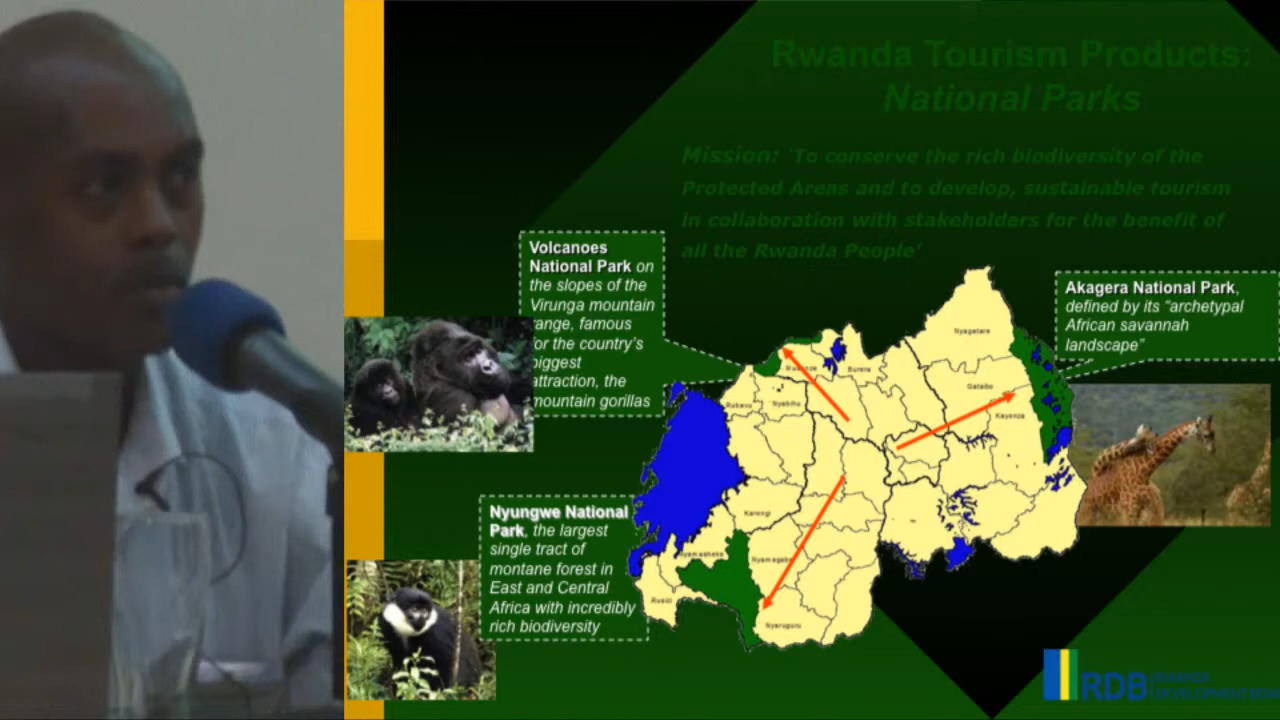 Rwanda Tourism Products:
National Parks
Mission: 'To conserve the rich biodiversity of the
Protected Areas and to develop, sustainable tourism
in collaboration with stakeholders for the benefit of
all the Rwanda People'
Volcanoes
National Park on
the slopes of the
Virunga mountain
range, famous
for the country's
biggest
attraction, the
mountain gorillas
Akagera National Park,
defined by its "archetypal
African savannah
landscape"
Nyagatare
Burera
Gatsibo
Kayonza
Rubavu
Nyabihu
Karongi
Nyamasheke
Nyamagabe
Rusizi
Nyaruguru
Nyungwe National
Park, the largest
single tract of
montane forest in
East and Central
Africa with incredibly
rich biodiversity
RDB
RWANDA
DEVELOPMENT BOARD